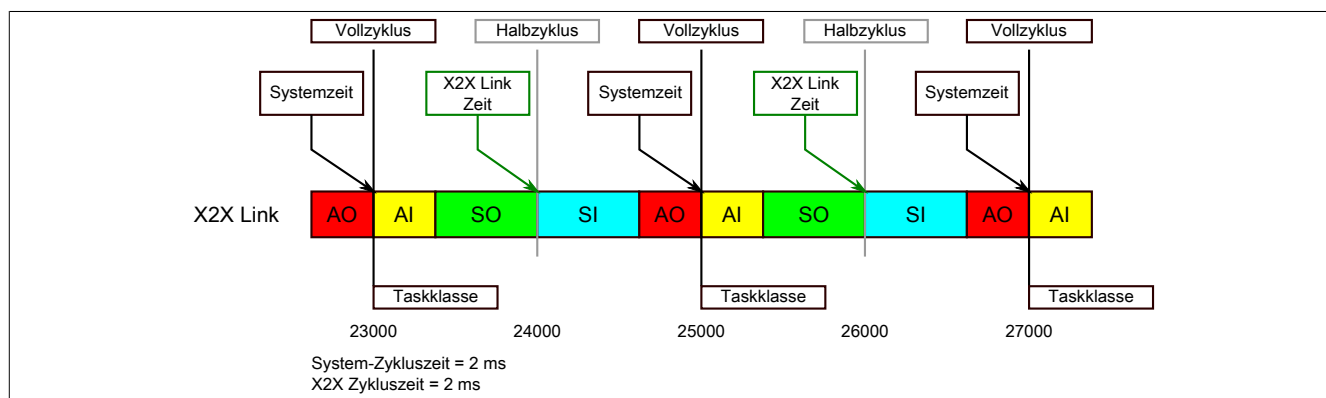 Vollzyklus Halbzyklus Vollzyklus Halbzyklus Vollzyklus
Systemzeit
X2X Link
Zeit
Systemzeit
X2X Link
Zeit
Systemzeit
X2X Link AO AI SO SI AO AI SO SI AO AI
Taskklasse Taskklasse Taskklasse
23000 24000 25000 26000 27000
System-Zykluszeit = 2 ms
X2X Zykluszeit = 2 ms